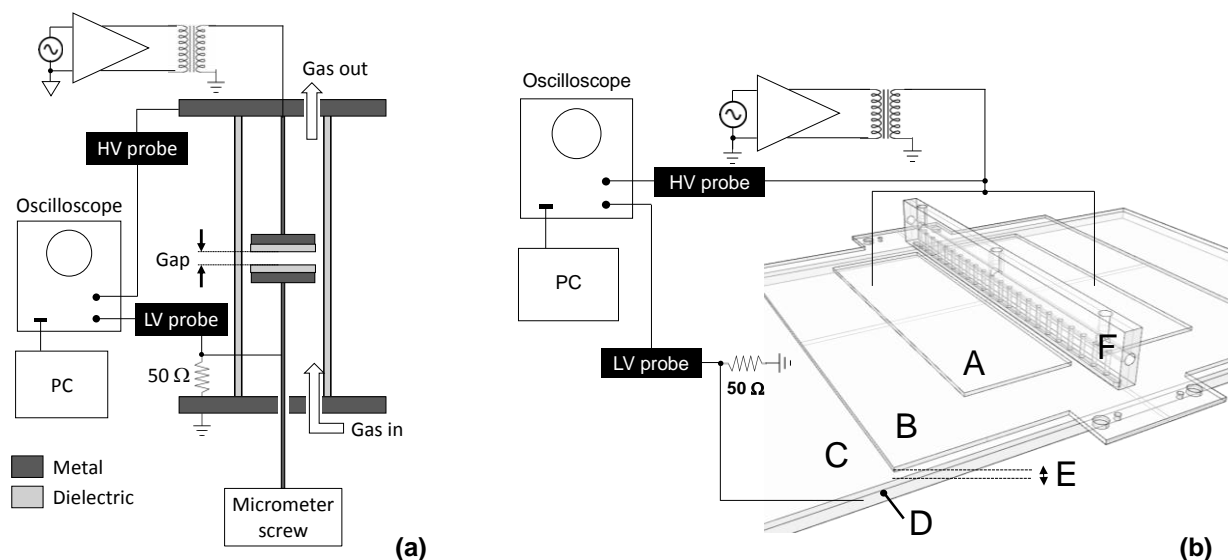 Gas out
HV probe
Oscilloscope
Gap
LV probe
50 Ω
PC
Gas in
Metal
Dielectric
Micrometer
screw
(a)
Oscilloscope
HV probe
PC
LV probe
50 Ω
A
B
C
D
E
F
(b)